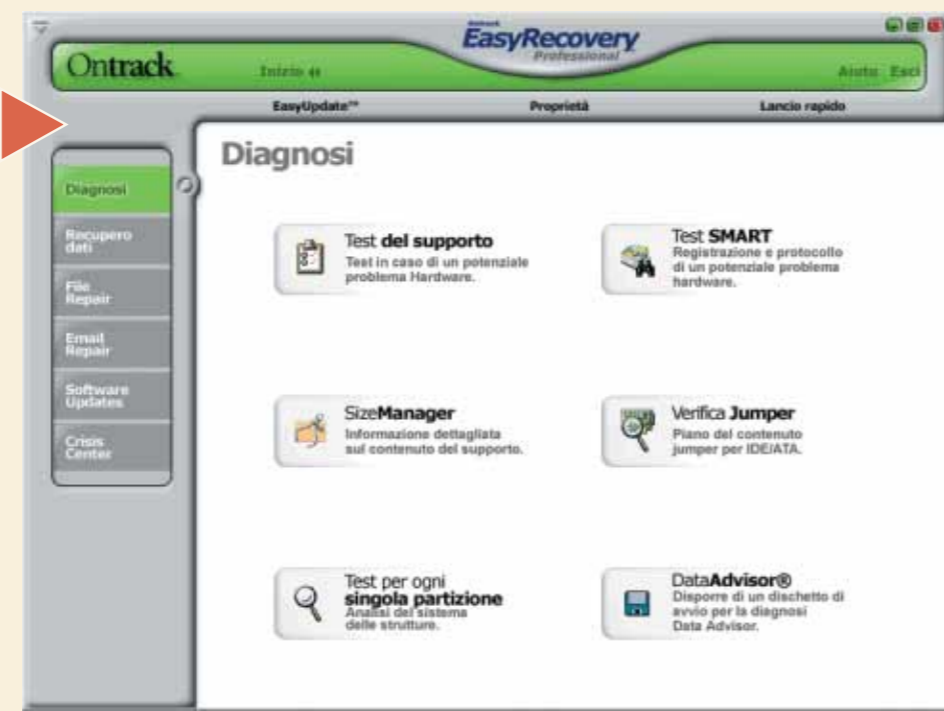 Ontrack
EasyRecovery
Professional
Ontrack
Inizio
Aiuto Esci
EasyUpdate™ Proprietà Lancio rapido
Diagnosi
Diagnosi
Recupero
dati
File
Repair
Email
Repair
Software
Updates
Crisis
Center
Test del supporto
Test in caso di un potenziale
problema Hardware.
Test SMART
Registrazione e protocollo
di un potenziale problema
hardware.
SizeManager
Informazione dettagliata
sul contenuto del supporto.
Verifica Jumper
Piano del contenuto
jumper per IDE/ATA.
Test per ogni
singola partizione
Analisi del sistema
delle strutture.
DataAdvisor®
Disporre di un dischetto di
avvio per la diagnosi
Data Advisor.